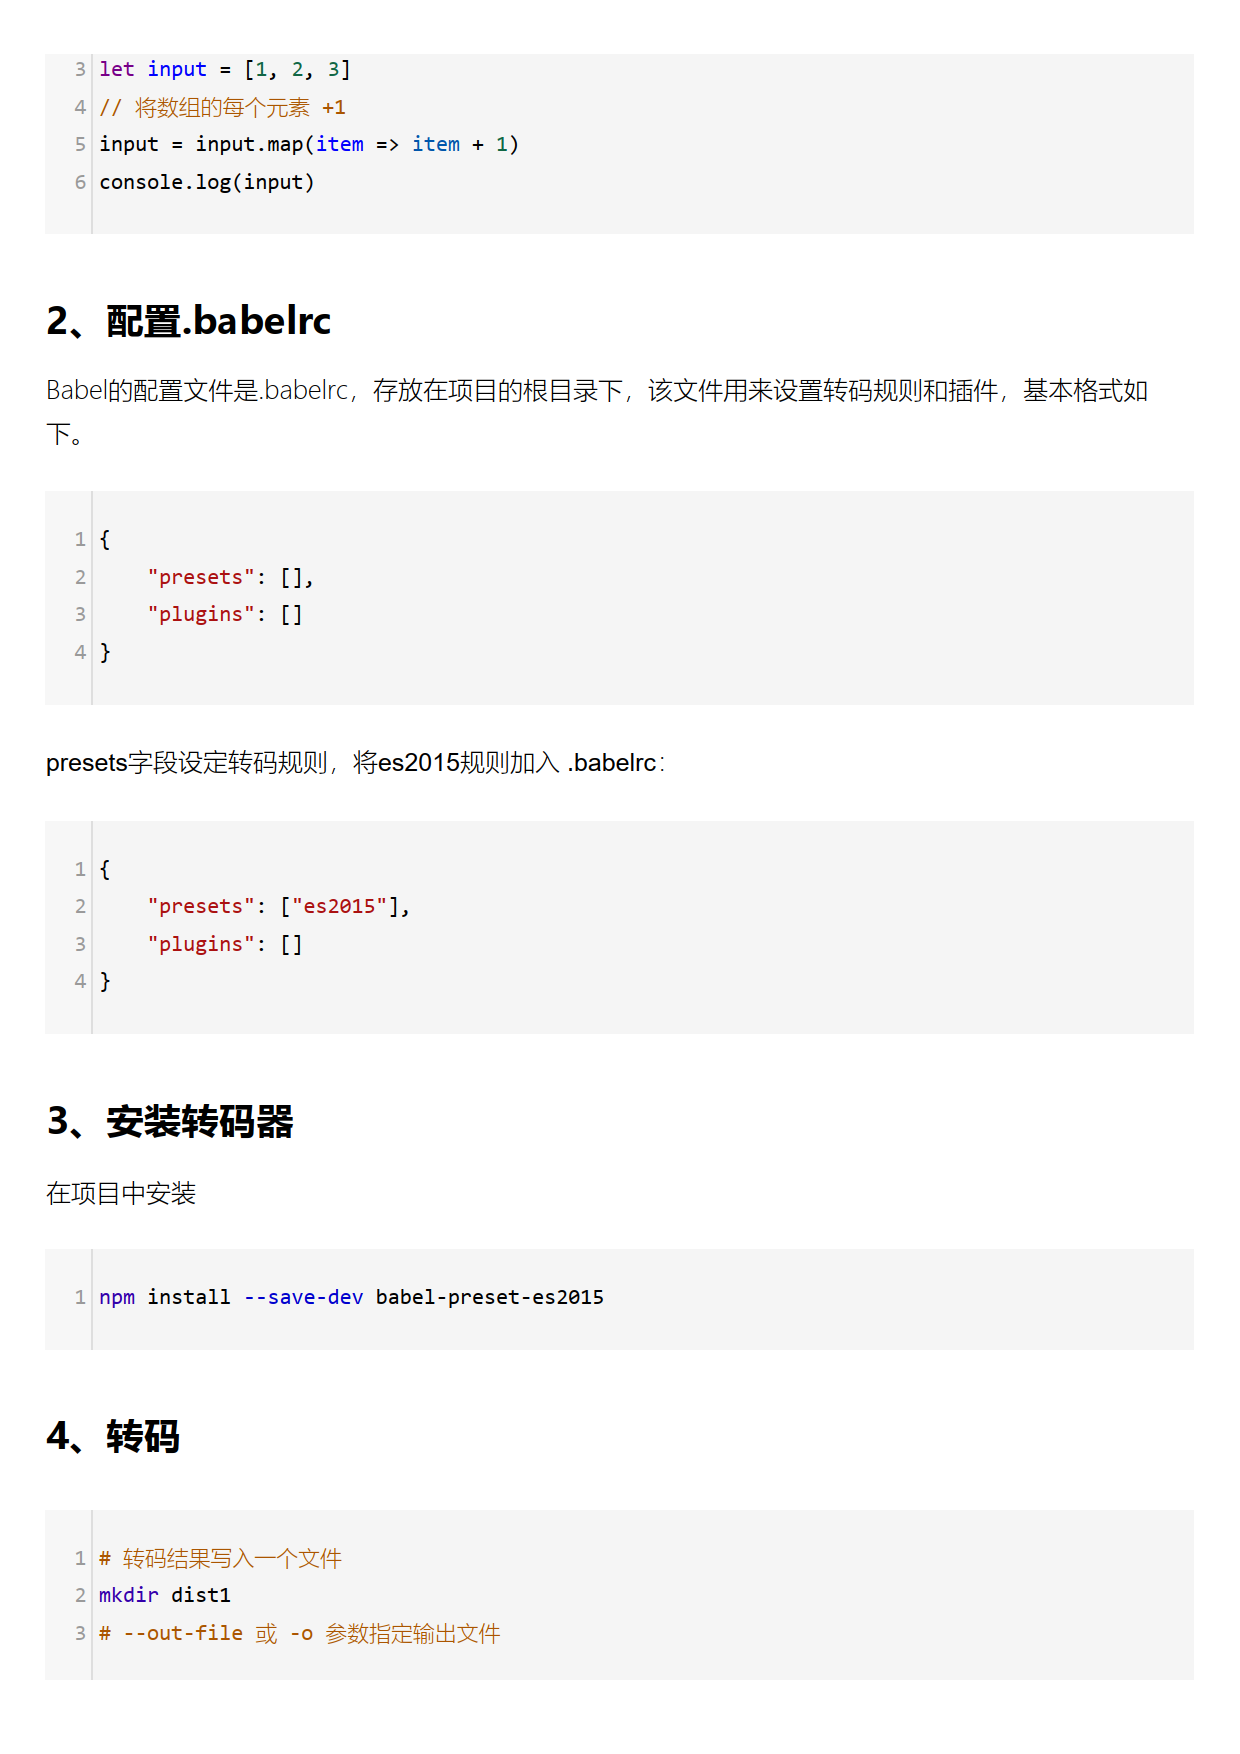 3 let input = [1, 2, 3]
4 // 将数组的每个元素 +1
5 input = input.map(item => item + 1)
6 console.log(input)
2、配置.babelrc
Babel的配置文件是.babelrc，存放在项目的根目录下，该文件用来设置转码规则和插件，基本格式如
下。
1 {
2     "presets": [],
3     "plugins": []
4 }
presets字段设定转码规则，将es2015规则加入 .babelrc：
1 {
2     "presets": ["es2015"],
3     "plugins": []
4 }
3、安装转码器
在项目中安装
1 npm install --save-dev babel-preset-es2015
4、转码
1 # 转码结果写入一个文件
2 mkdir dist1
3 # --out-file 或 -o 参数指定输出文件